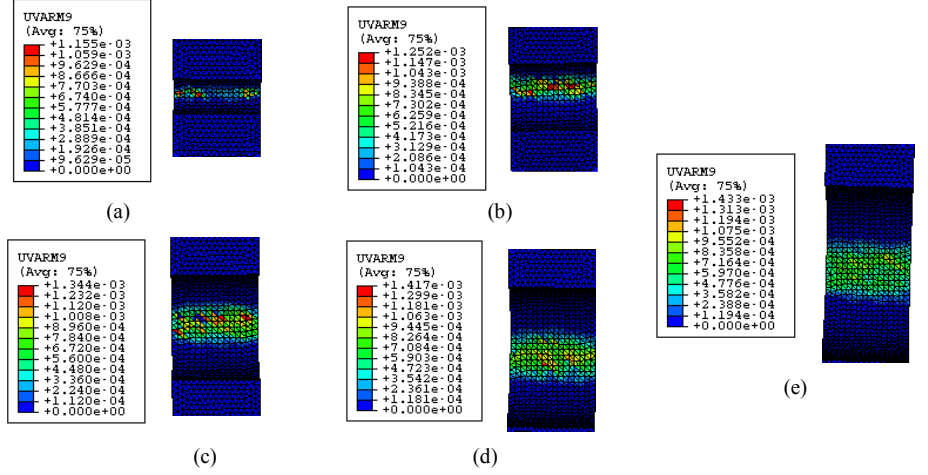 UVARM9
(Avg: 75%)
+1.155e-03
+1.059e-03
+9.629e-04
+8.666e-04
+7.703e-04
+6.740e-04
+5.777e-04
+4.814e-04
+3.851e-04
+2.889e-04
+1.926e-04
+9.629e-05
+0.000e+00
(a)
UVARM9
(Avg: 75%)
+1.252e-03
+1.147e-03
+1.043e-03
+9.388e-04
+8.345e-04
+7.302e-04
+6.259e-04
+5.216e-04
+4.173e-04
+3.129e-04
+2.086e-04
+1.043e-04
+0.000e+00
(b)
UVARM9
(Avg: 75%)
+1.344e-03
+1.232e-03
+1.120e-03
+1.008e-03
+8.960e-04
+7.840e-04
+6.720e-04
+5.600e-04
+4.480e-04
+3.360e-04
+2.240e-04
+1.120e-04
+0.000e+00
(c)
UVARM9
(Avg: 75%)
+1.417e-03
+1.299e-03
+1.181e-03
+1.063e-03
+9.445e-04
+8.264e-04
+7.084e-04
+5.903e-04
+4.723e-04
+3.542e-04
+2.361e-04
+1.181e-04
+0.000e+00
(d)
UVARM9
(Avg: 75%)
+1.433e-03
+1.313e-03
+1.194e-03
+1.075e-03
+9.552e-04
+8.358e-04
+7.164e-04
+5.970e-04
+4.776e-04
+3.582e-04
+2.388e-04
+1.194e-04
+0.000e+00
(e)